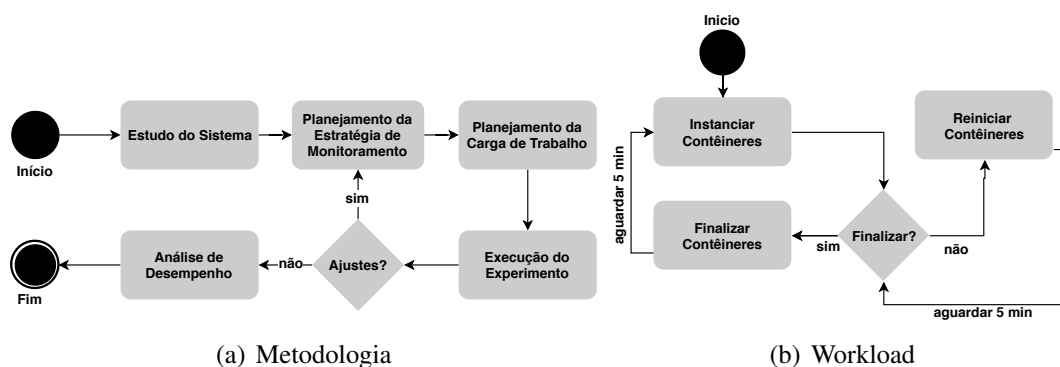 Início
Estudo do Sistema
Planejamento da
Estratégia de
Monitoramento
Planejamento da
Carga de Trabalho
sim
Fim
Análise de
Desempenho
não
Ajustes?
Execução do
Experimento
(a) Metodologia
Inicio
Instanciar
Contêineres
Reiniciar
Contêineres
aguardar 5 min
Finalizar
Contêineres
sim
Finalizar?
não
aguardar 5 min
(b) Workload